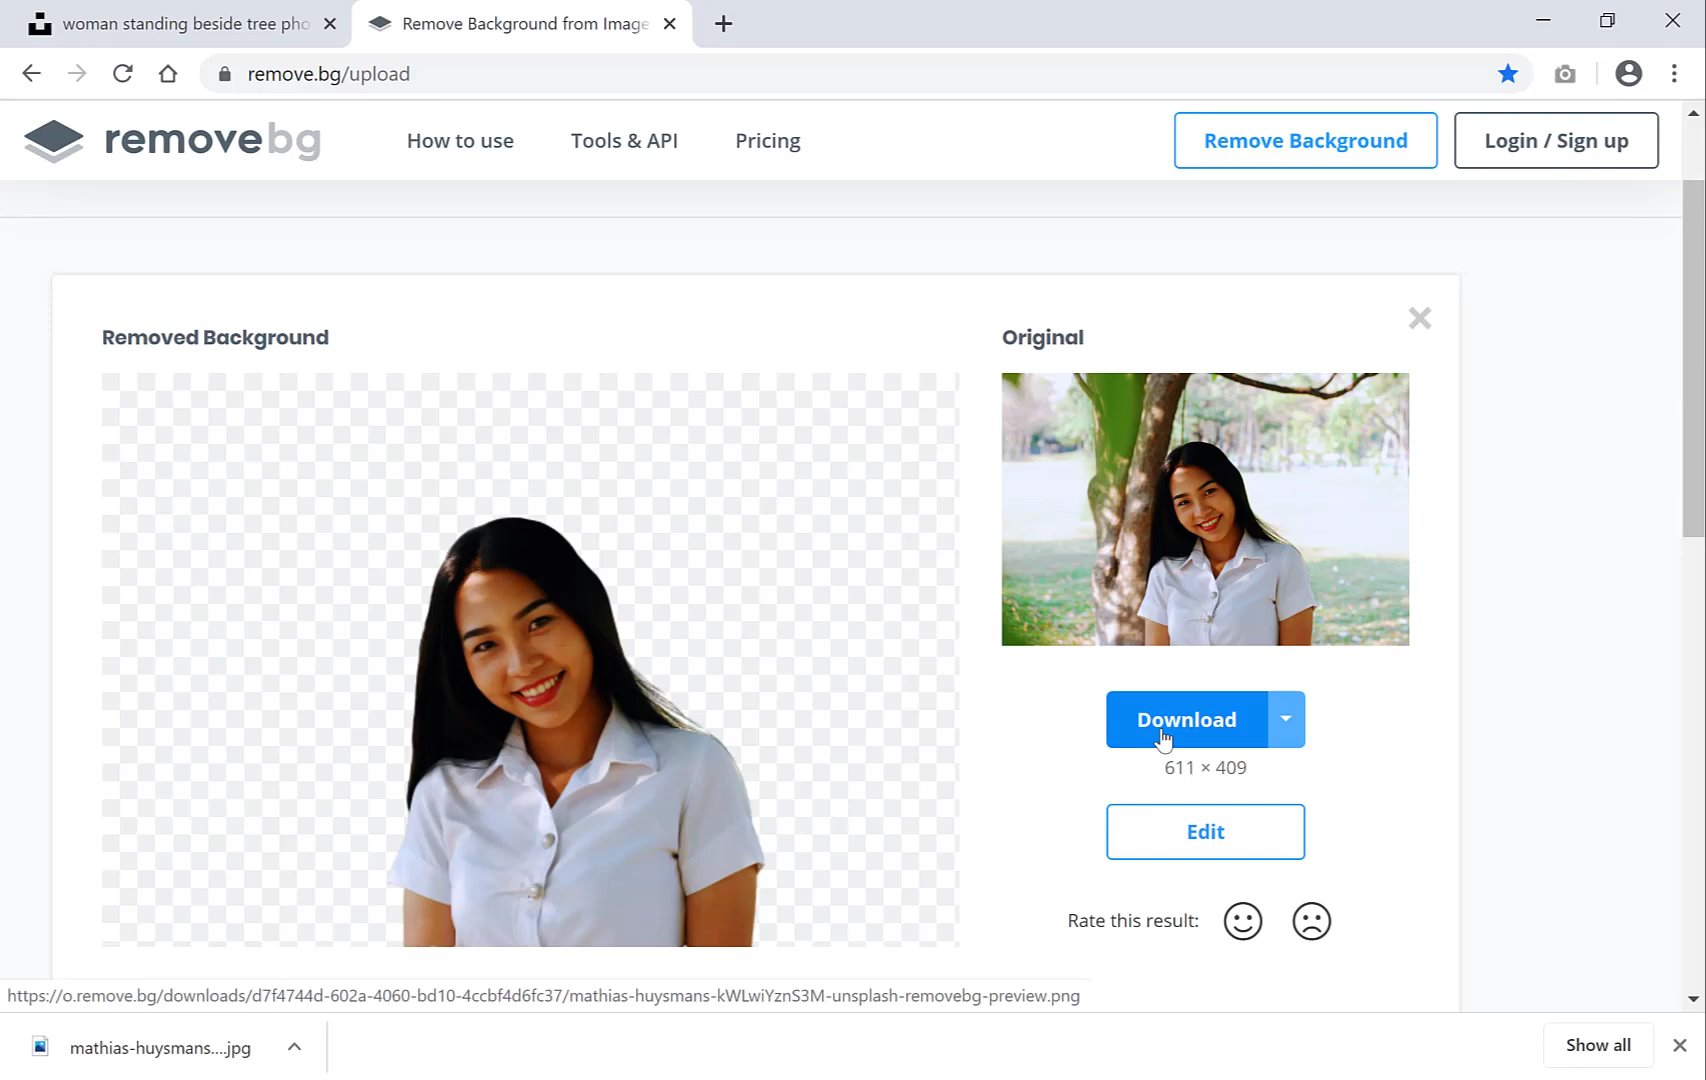 woman standing beside tree pho
Remove Background from Image
remove.bg/upload
removebg
How to use
Tools & API
Pricing
Remove Background
Login / Sign up
Removed Background
Original
Download
611 × 409
Edit
Rate this result:
https://o.remove.bg/downloads/d7f4744d-602a-4060-bd10-4ccbf4d6fc37/mathias-huysmans-kWLwiYznS3M-unsplash-removebg-preview.png
mathias-huysmans....jpg
Show all